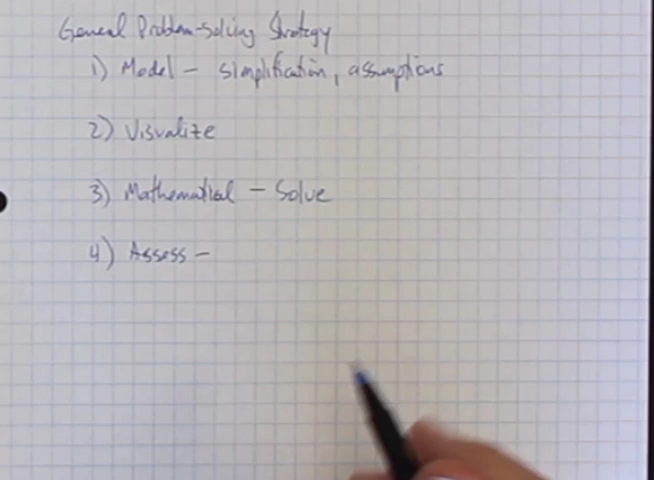 General Problem-Solving Strategy
1) Model - simplification, assumptions
2) Visualize
3) Mathematical - Solve
4) Assess -